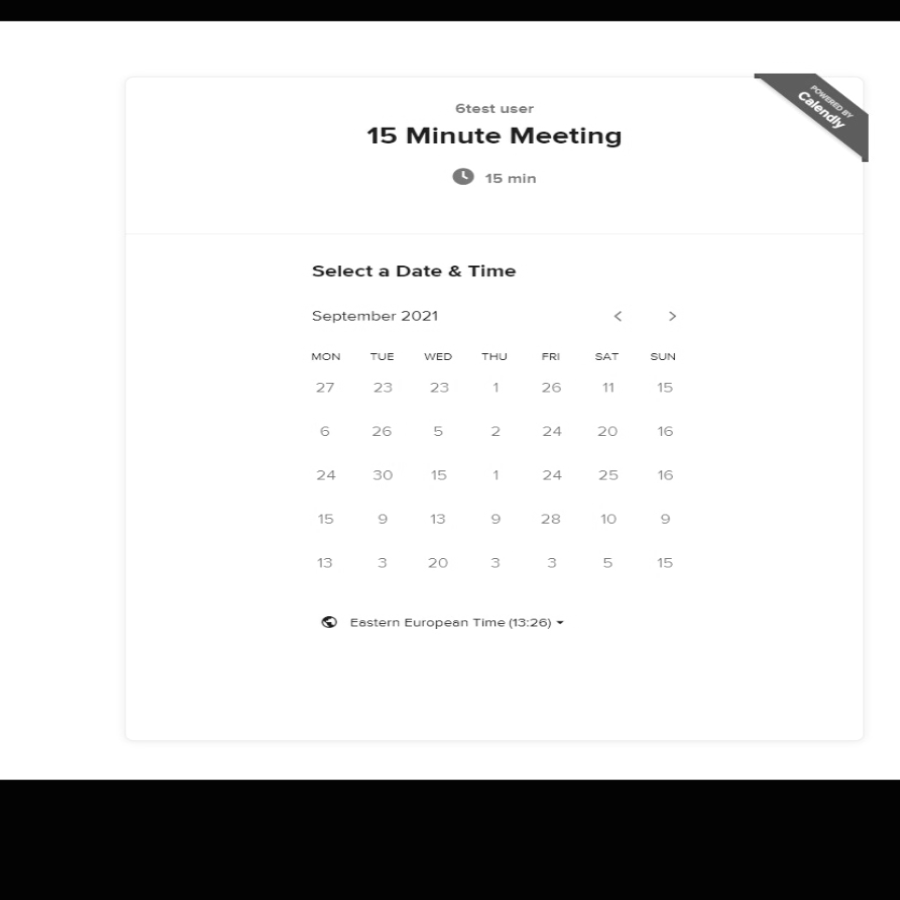 POWERED BY
Calendly
6test user
15 Minute Meeting
15 min
Select a Date & Time
September 2021
MON TUE WED THU FRI SAT SUN
27 23 23 1 26 11 15
6 26 5 2 24 20 16
24 30 15 1 24 25 16
15 9 13 9 28 10 9
13 3 20 3 3 5 15
Eastern European Time (13:26)